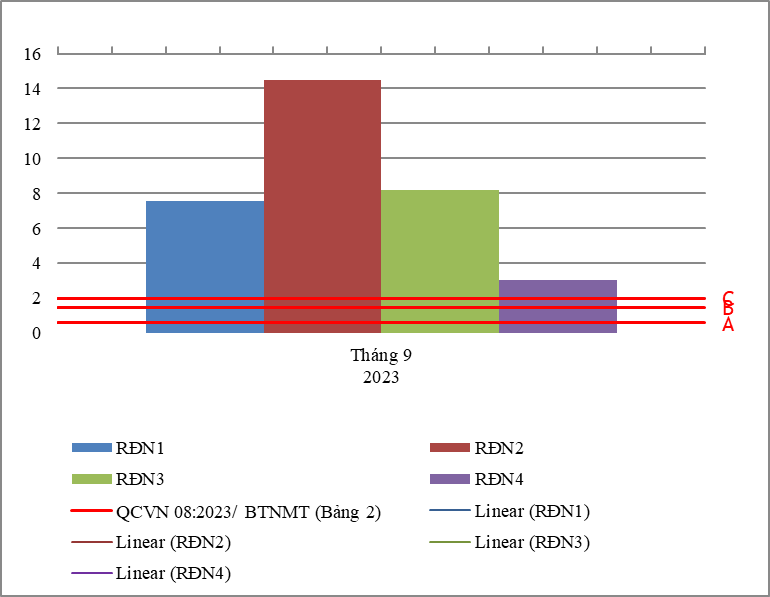 16
14
12
10
8
6
4
2
0
C
B
A
Tháng 9
2023
RĐN1
RĐN2
RĐN3
RĐN4
QCVN 08:2023/ BTNMT (Bảng 2)
Linear (RĐN1)
Linear (RĐN2)
Linear (RĐN3)
Linear (RĐN4)